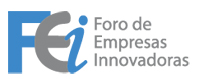 FEi
Foro de
Empresas
Innovadoras